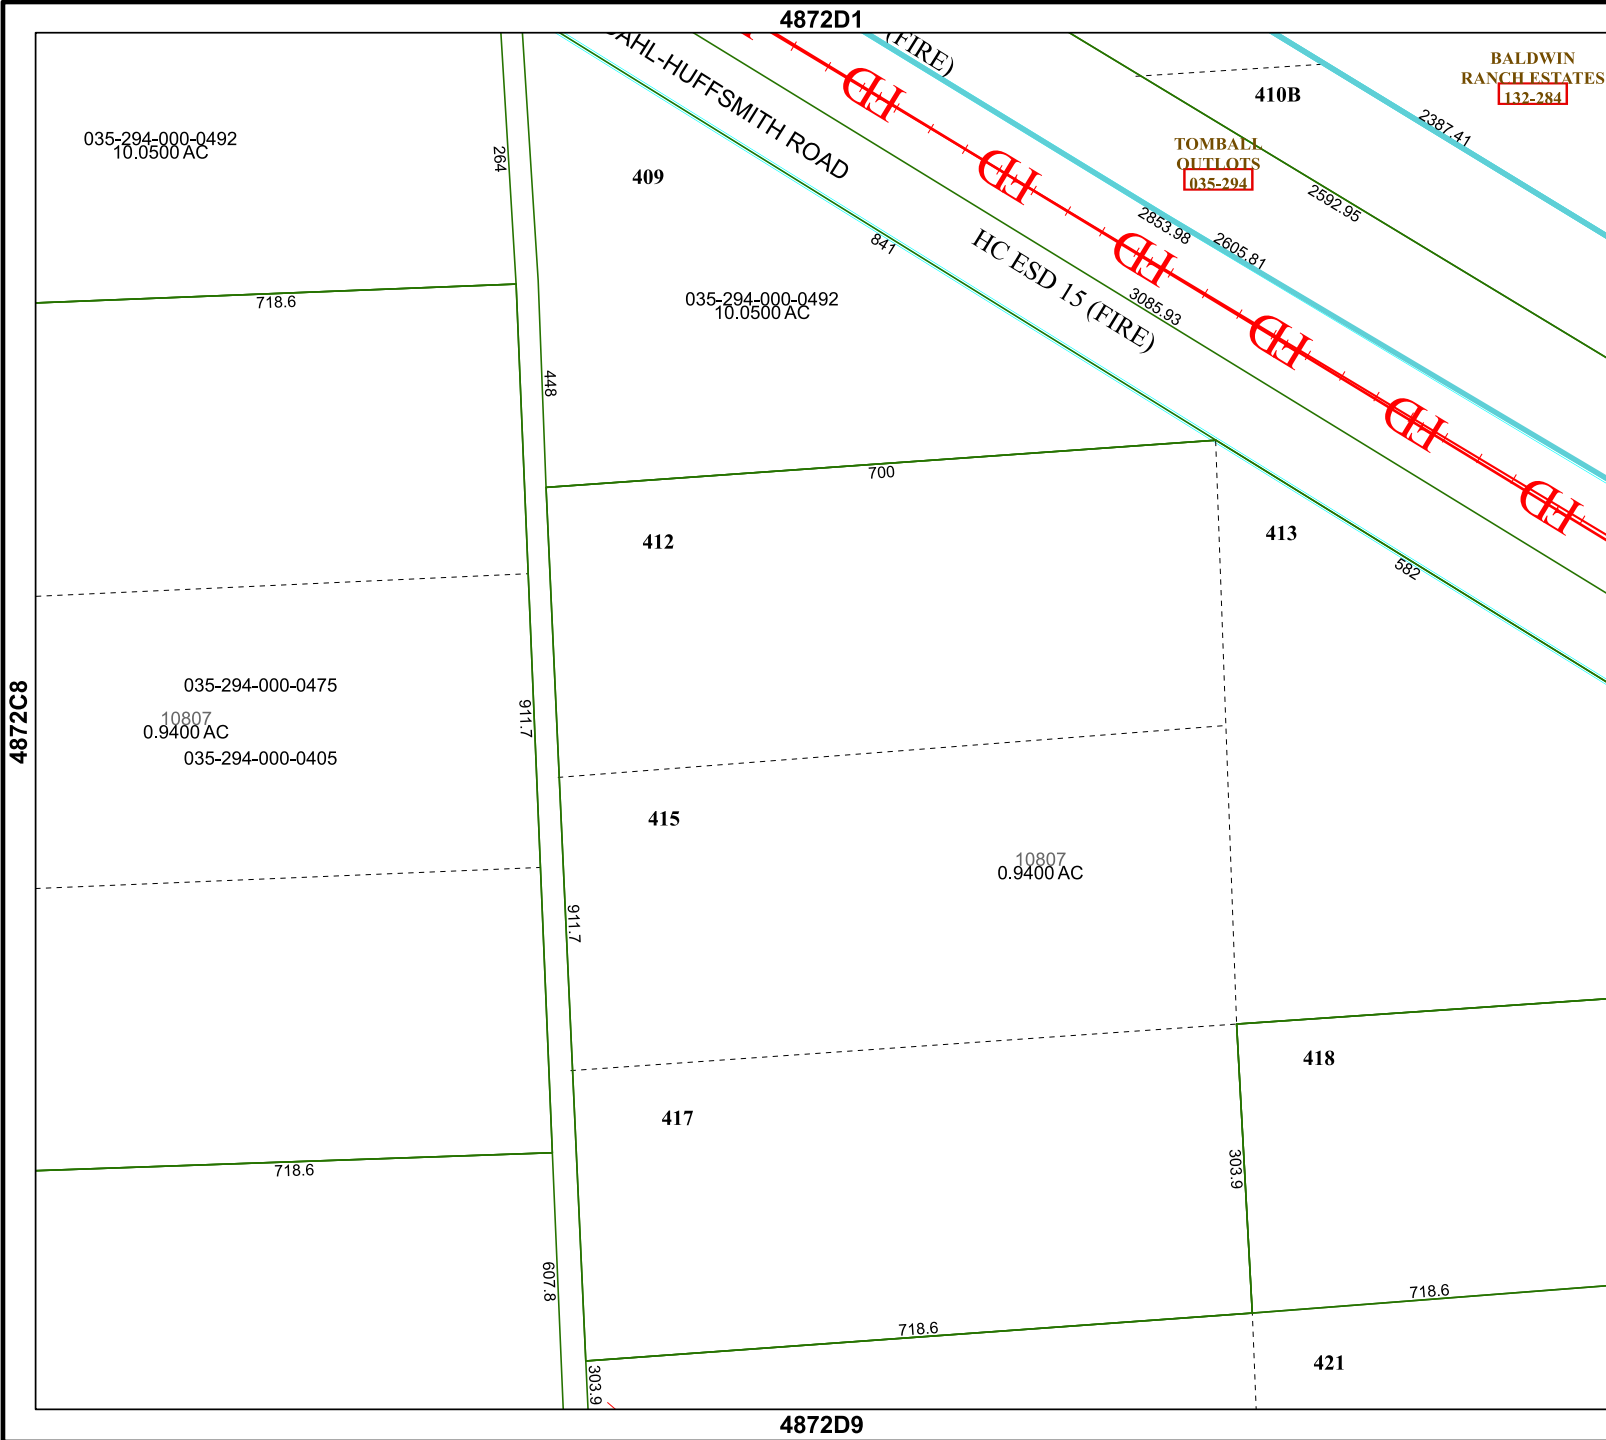 4872D1
(FIRE)
BALDWIN
RANCH ESTATES
132-284
410B
2387.41
035-294-000-0492
10.0500 AC
264
409
HUFFSMITH ROAD
TOMBALL
OUTLOTS
035-294
2592.95
2853.98
2605.81
841
HC ESD 15 (FIRE)
3085.93
718.6
035-294-000-0492
10.0500 AC
448
700
412
413
582
4872C8
035-294-000-0475
10807
0.9400 AC
035-294-000-0405
911.7
415
10807
0.9400 AC
911.7
418
417
718.6
303.9
607.8
718.6
718.6
303.9
421
4872D9